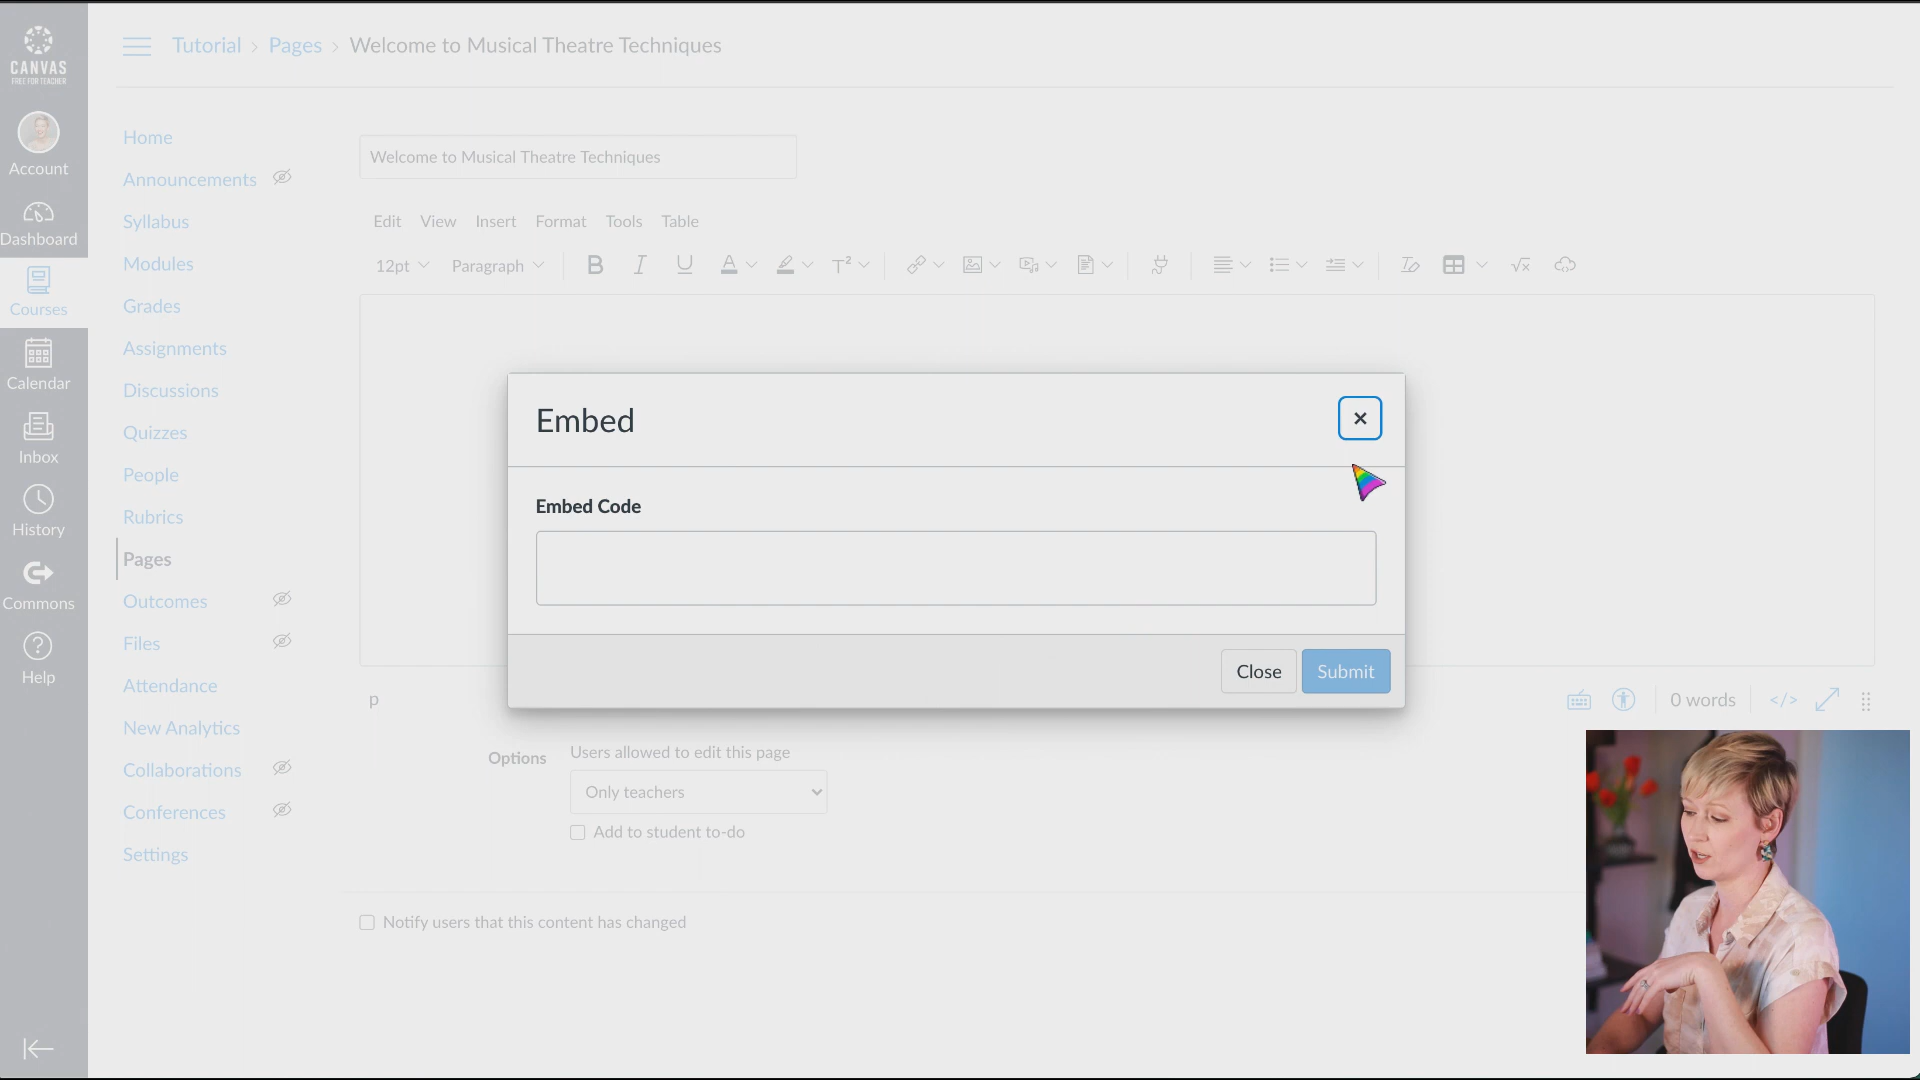 Tutorial > Pages > Welcome to Musical Theatre Techniques
CANVAS
FREE FOR TEACHER
Account
Dashboard
Courses
Calendar
Inbox
History
Commons
Help
Home
Announcements
Syllabus
Modules
Grades
Assignments
Discussions
Quizzes
People
Rubrics
Pages
Outcomes
Files
Attendance
New Analytics
Collaborations
Conferences
Settings
Welcome to Musical Theatre Techniques
Edit View Insert Format Tools Table
12pt Paragraph B I U A T²
Embed
Embed Code
Close Submit
p 0 words </>
Options
Users allowed to edit this page
Only teachers
Add to student to-do
Notify users that this content has changed